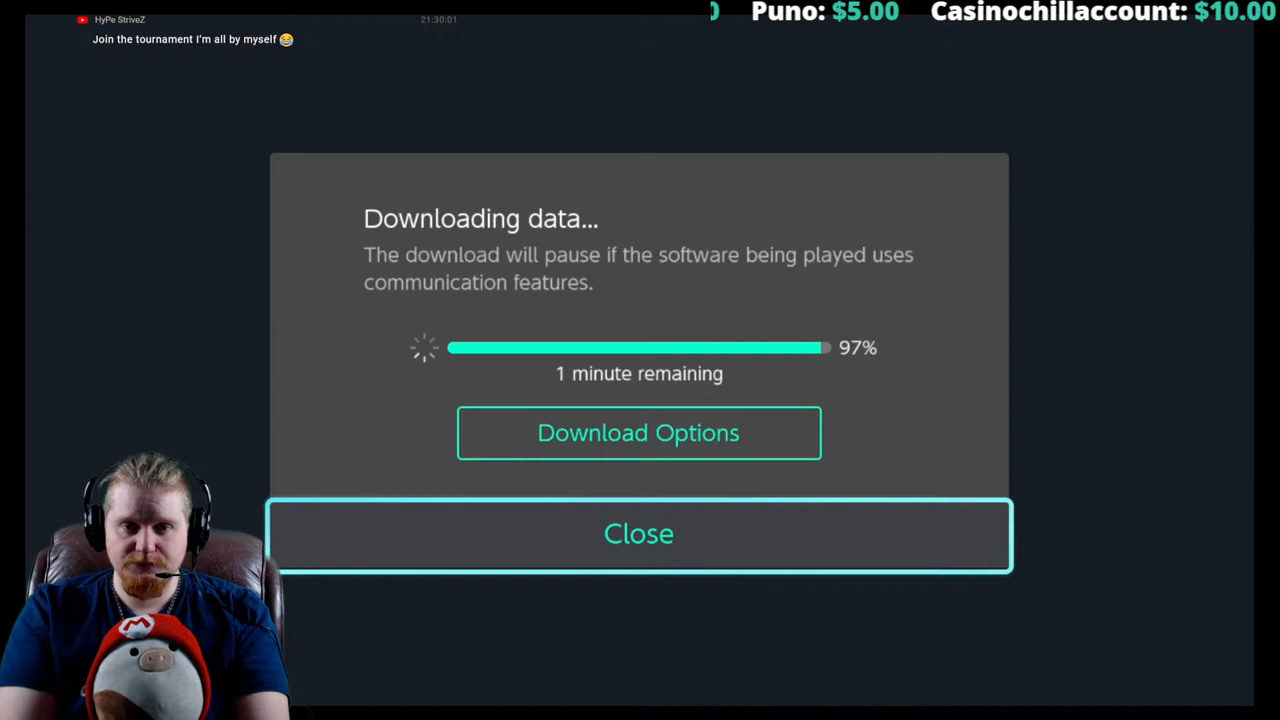 HyPe StriveZ 21:30:01
Join the tournament I'm all by myself 😂
Puno: $5.00 Casinochillaccount: $10.00
Downloading data...
The download will pause if the software being played uses
communication features.
97%
1 minute remaining
Download Options
Close
M